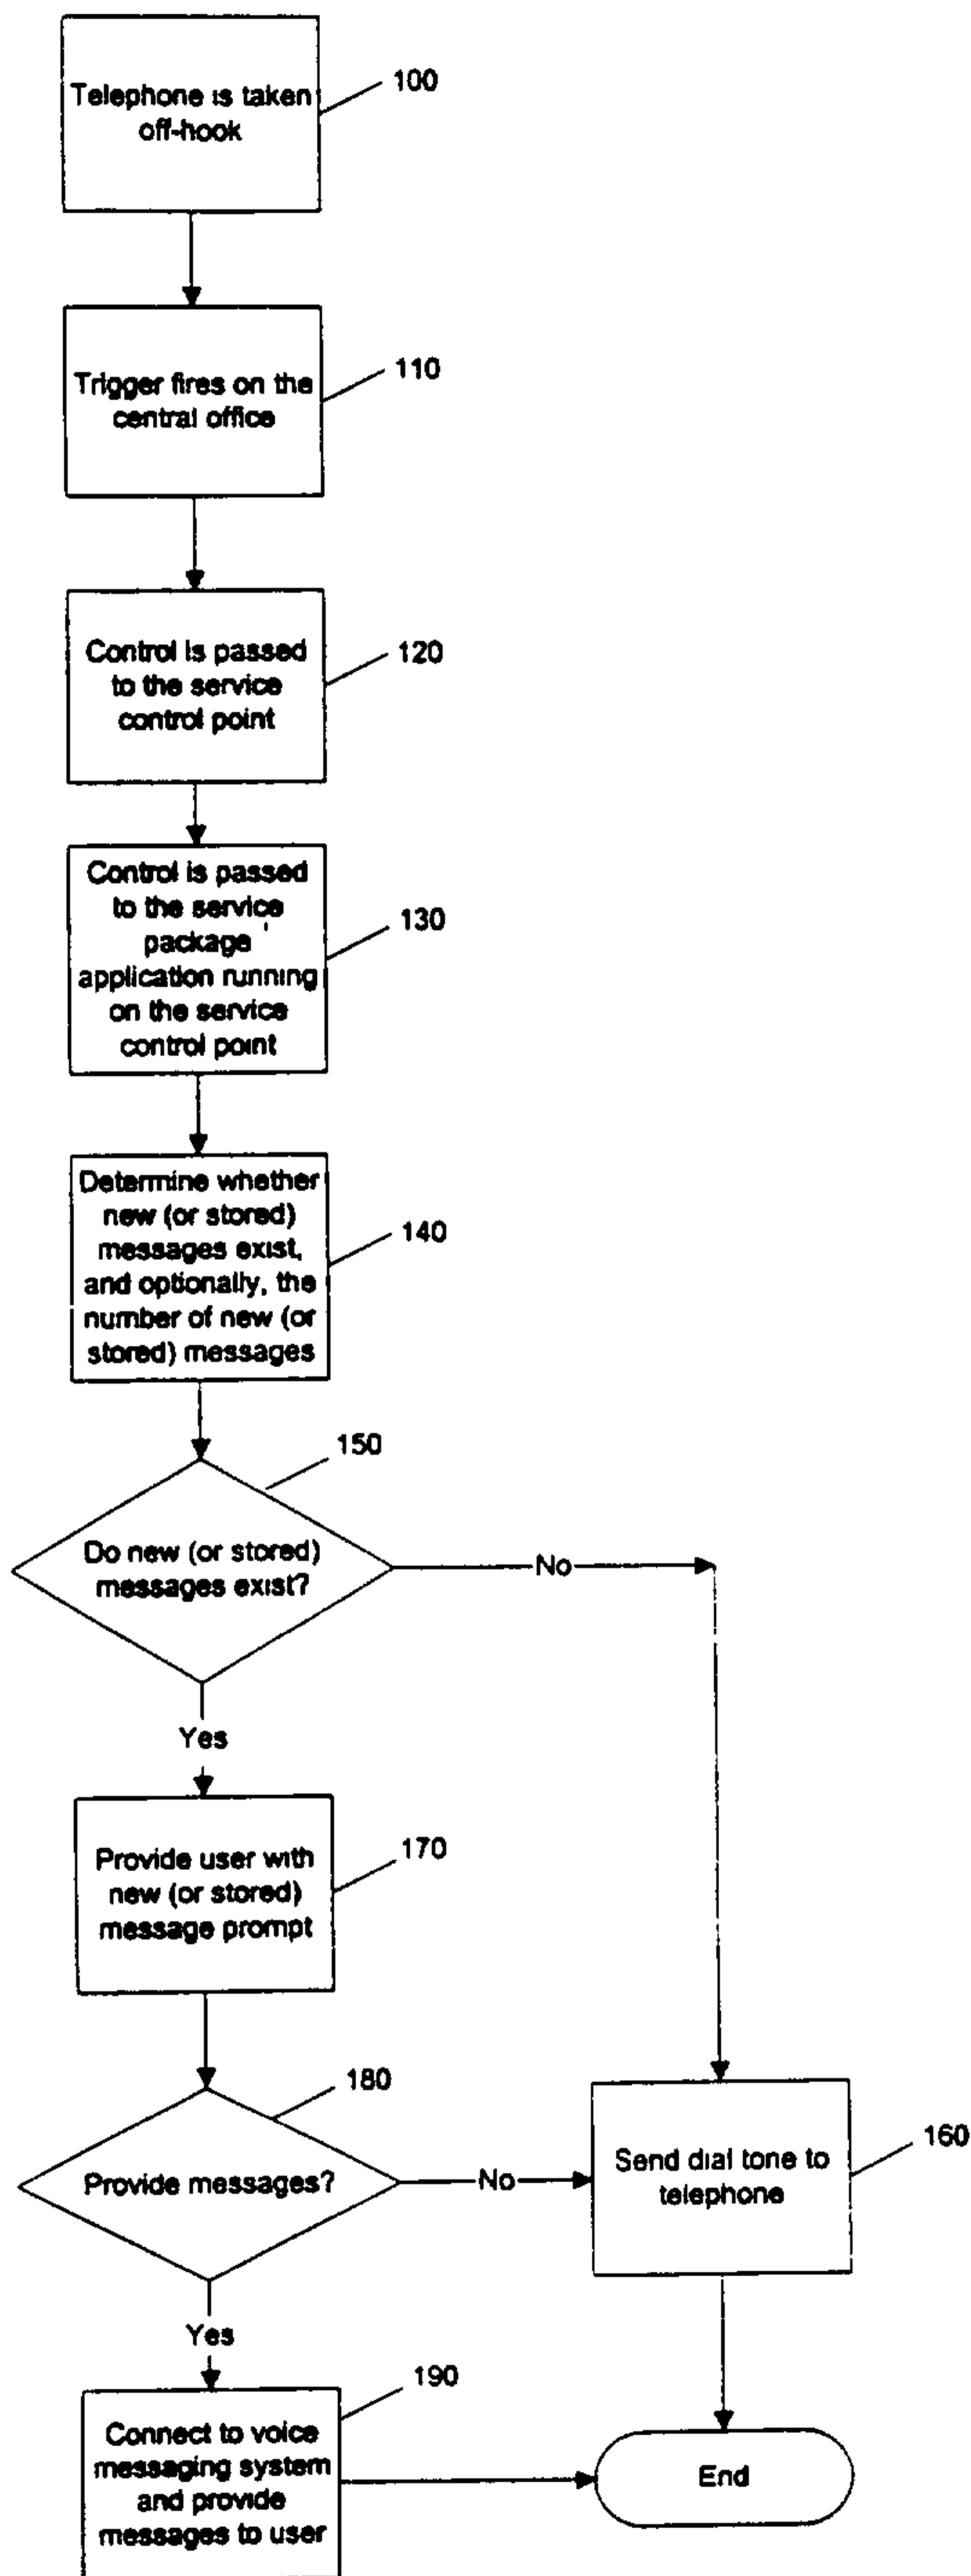 Telephone is taken
off-hook
100
Trigger fires on the
central office
110
Control is passed
to the service
control point
120
Control is passed
to the service
package
application running
on the service
control point
130
Determine whether
new (or stored)
messages exist,
and optionally, the
number of new (or
stored) messages
140
150
Do new (or stored)
messages exist?
No
Yes
Provide user with
new (or stored)
message prompt
170
180
Provide messages?
No
Send dial tone to
telephone
160
Yes
190
Connect to voice
messaging system
and provide
messages to user
End